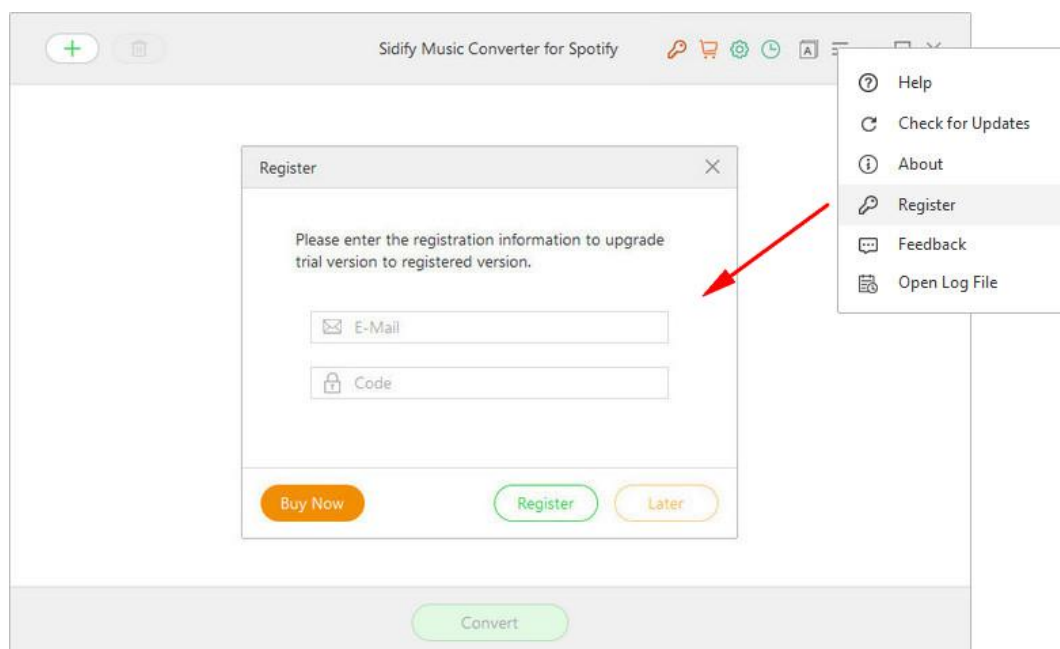 Sidify Music Converter for Spotify
A
Help
Check for Updates
About
Register
Feedback
Open Log File
Register
Please enter the registration information to upgrade
trial version to registered version.
E-Mail
Code
Buy Now
Register
Later
Convert